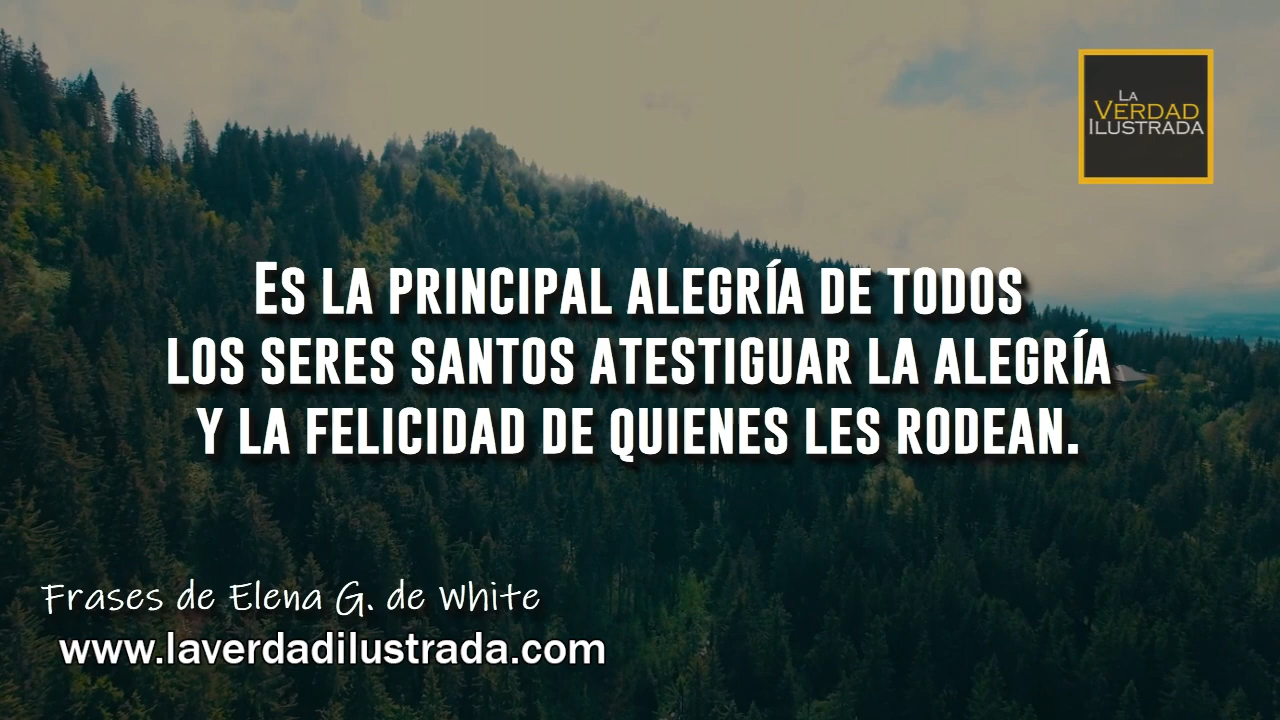 La
Verdad
Ilustrada
Es la principal alegría de todos
los seres santos atestiguar la alegría
y la felicidad de quienes les rodean.
Frases de Elena G. de White
www.laverdadilustrada.com